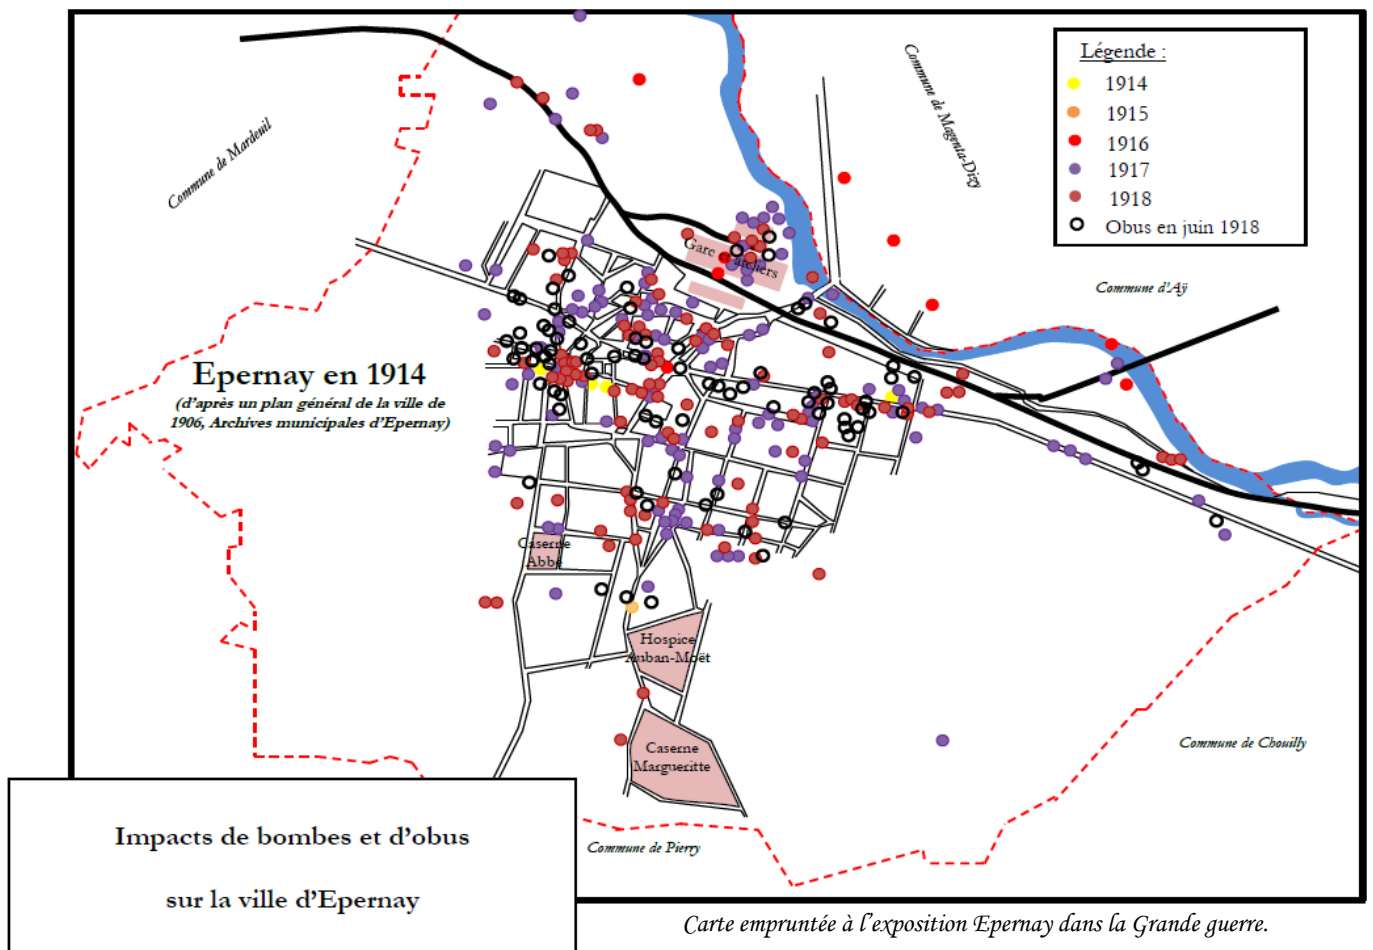 Légende :
1914
1915
1916
1917
1918
Obus en juin 1918
Commune de Mardeuil
Commune de Magenta-Dizy
Commune d'Aÿ
Gare et ateliers
Epernay en 1914
(d'après un plan général de la ville de
1906, Archives municipales d'Epernay)
Caserne
Abbé
Hospice
Auban-Moët
Caserne
Margueritte
Commune de Chouilly
Commune de Pierry
Impacts de bombes et d'obus
sur la ville d'Epernay
Carte empruntée à l'exposition Epernay dans la Grande guerre.